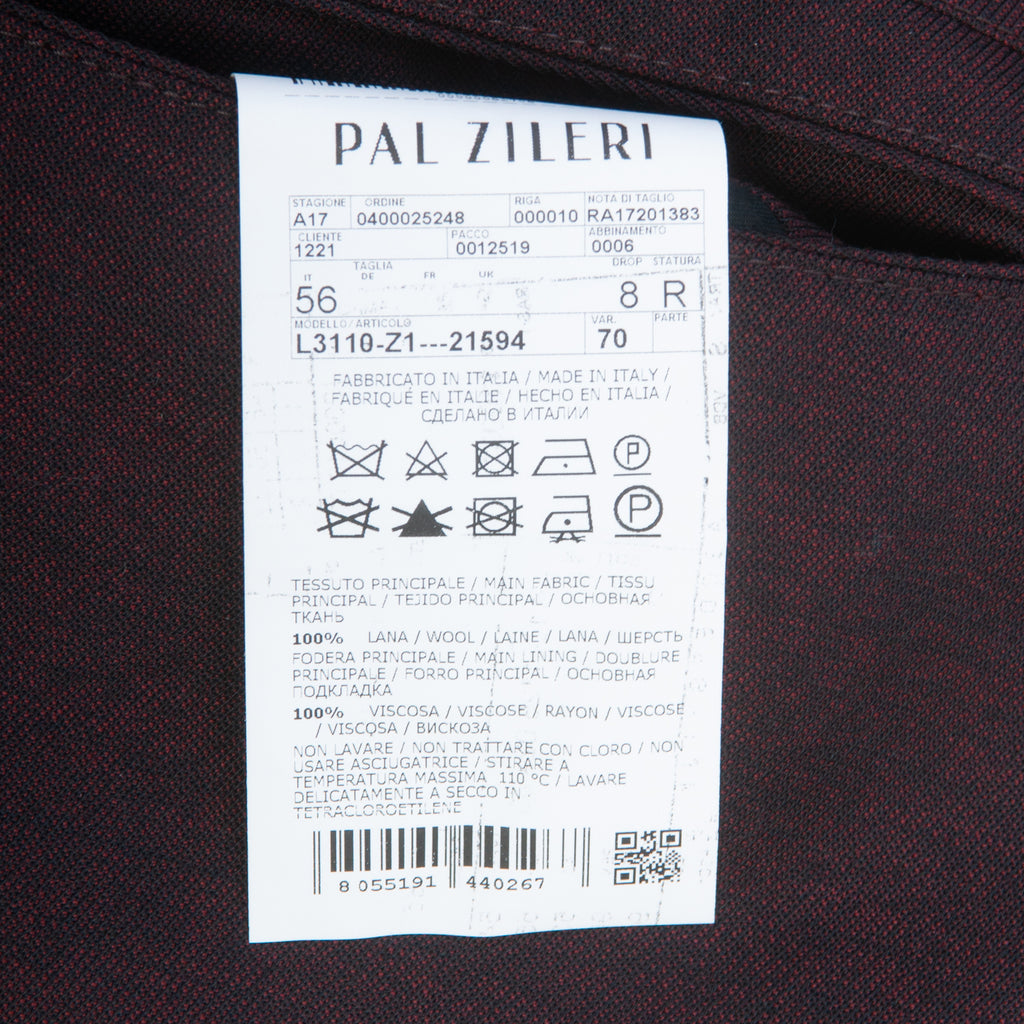 PAL ZILERI
STAGIONE ORDINE RIGA NOTA DI TAGLIO
A17 0400025248 000010 RA17201383
CLIENTE PACCO ABBINAMENTO
1221 0012519 0006
TAGLIA DROP STATURA
IT DE FR UK
56 8 R
MODELLO/ARTICOLO VAR. PARTE
L3110-Z1---21594 70
FABBRICATO IN ITALIA / MADE IN ITALY /
FABRIQUÉ EN ITALIE / HECHO EN ITALIA /
СДЕЛАНО В ИТАЛИИ
P
P
TESSUTO PRINCIPALE / MAIN FABRIC / TISSU
PRINCIPAL / TEJIDO PRINCIPAL / ОСНОВНАЯ
ТКАНЬ
100% LANA / WOOL / LAINE / LANA / ШЕРСТЬ
FODERA PRINCIPALE / MAIN LINING / DOUBLURE
PRINCIPALE / FORRO PRINCIPAL / ОСНОВНАЯ
ПОДКЛАДКА
100% VISCOSA / VISCOSE / RAYON / VISCOSE
/ VISCOSA / ВИСКОЗА
NON LAVARE / NON TRATTARE CON CLORO / NON
USARE ASCIUGATRICE / STIRARE A
TEMPERATURA MASSIMA 110 °C / LAVARE
DELICATAMENTE A SECCO IN
TETRACLOROETILENE
8 055191 440267